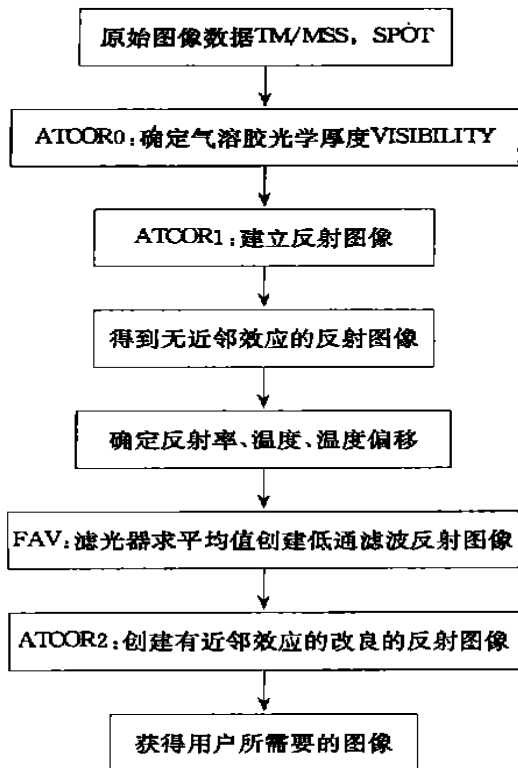 原始图像数据TM/MSS，SPOT
ATCOR0:确定气溶胶光学厚度VISIBILITY
ATCOR1:建立反射图像
得到无近邻效应的反射图像
确定反射率、温度、温度偏移
FAV:滤光器求平均值创建低通滤波反射图像
ATCOR2:创建有近邻效应的改良的反射图像
获得用户所需要的图像